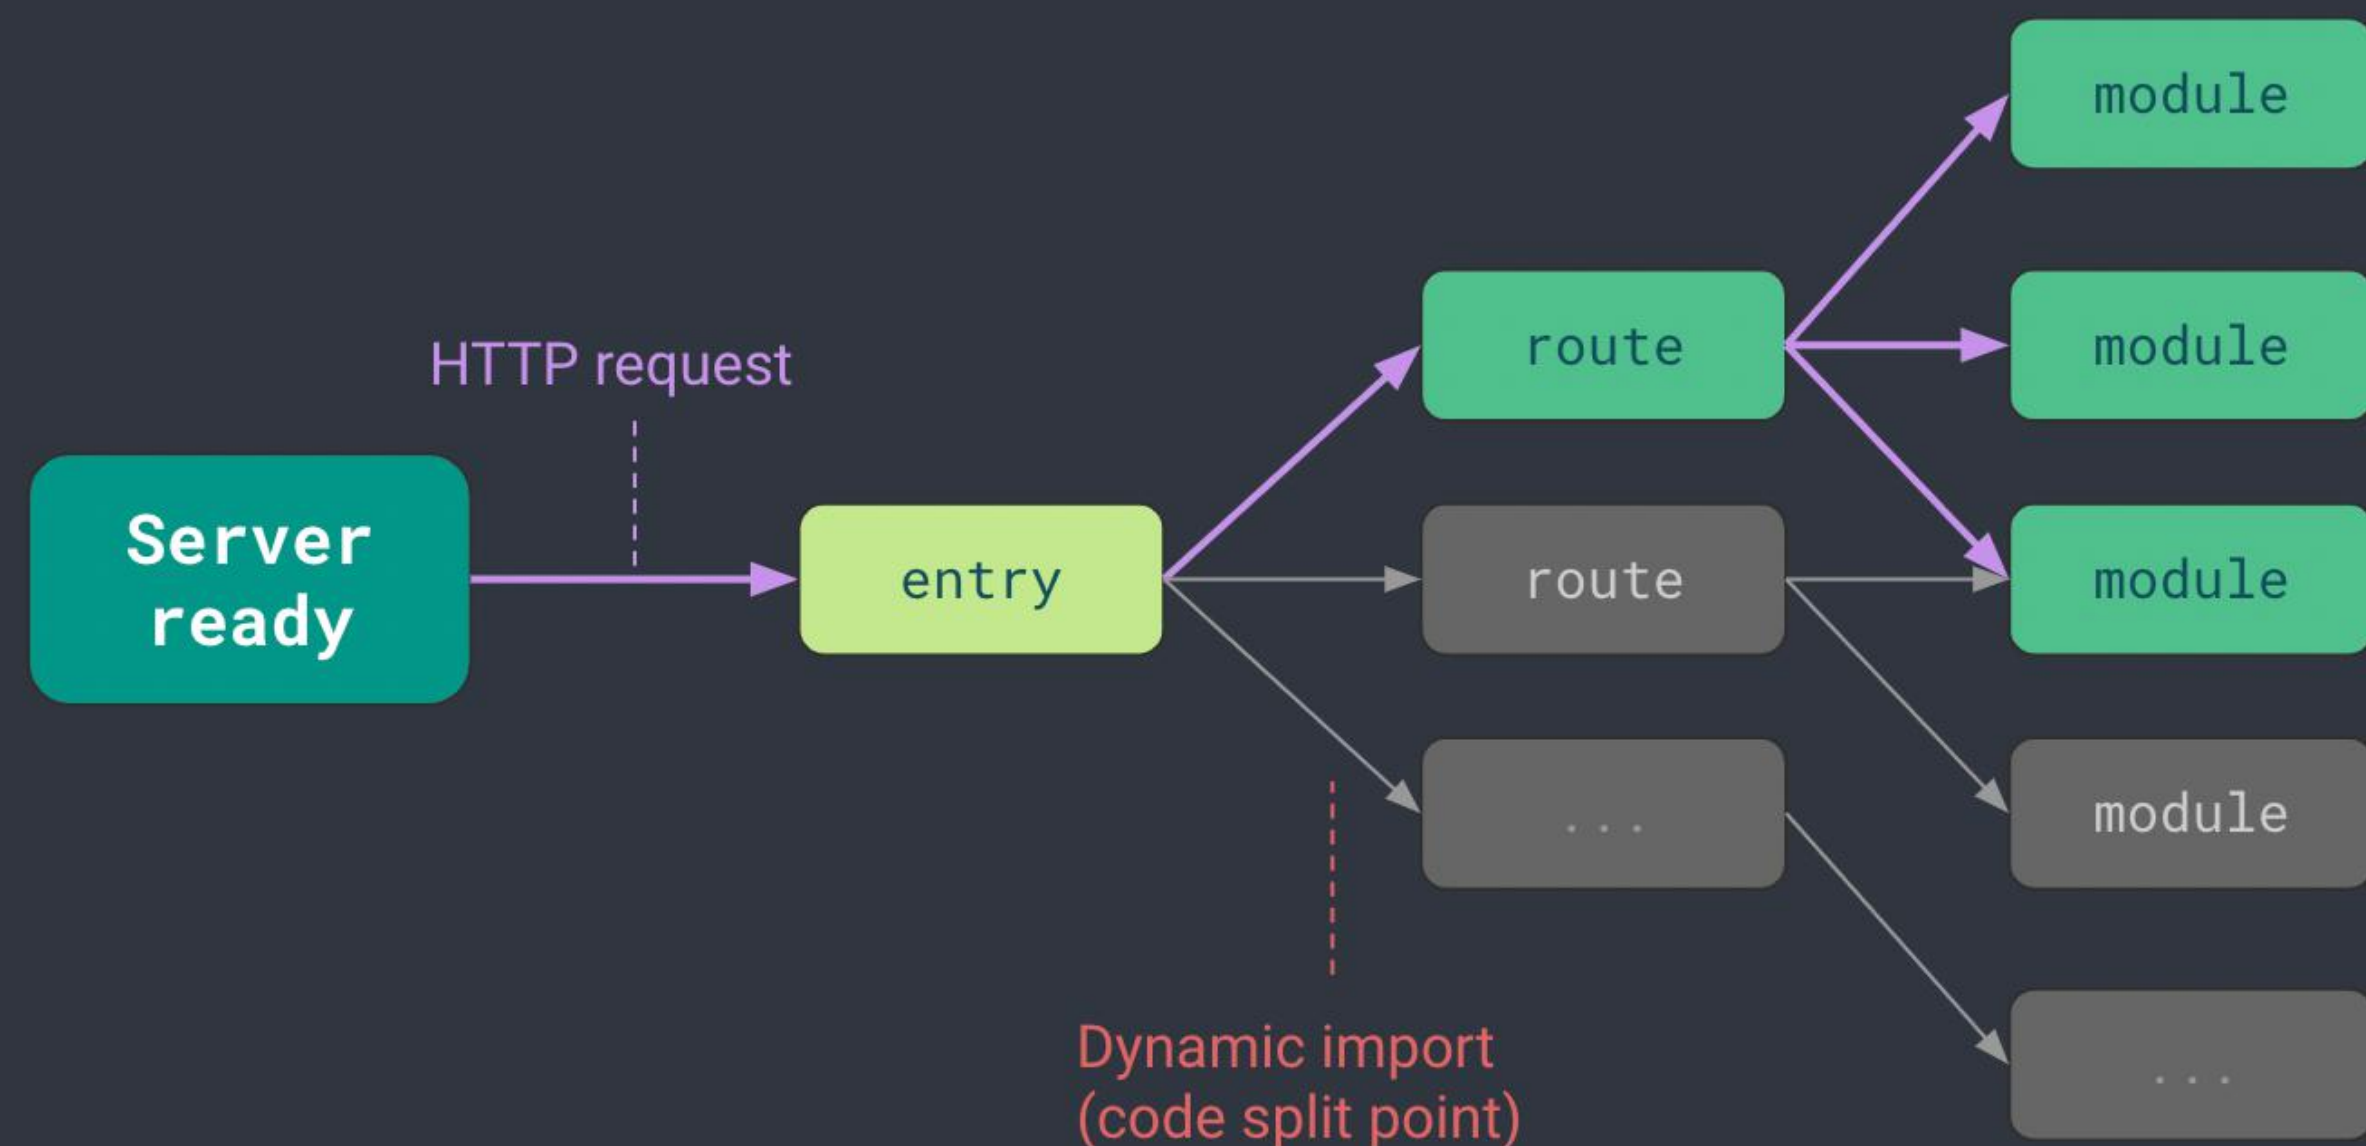 module
HTTP request
route
module
Server
ready
entry
route
module
...
module
Dynamic import
(code split point)
...